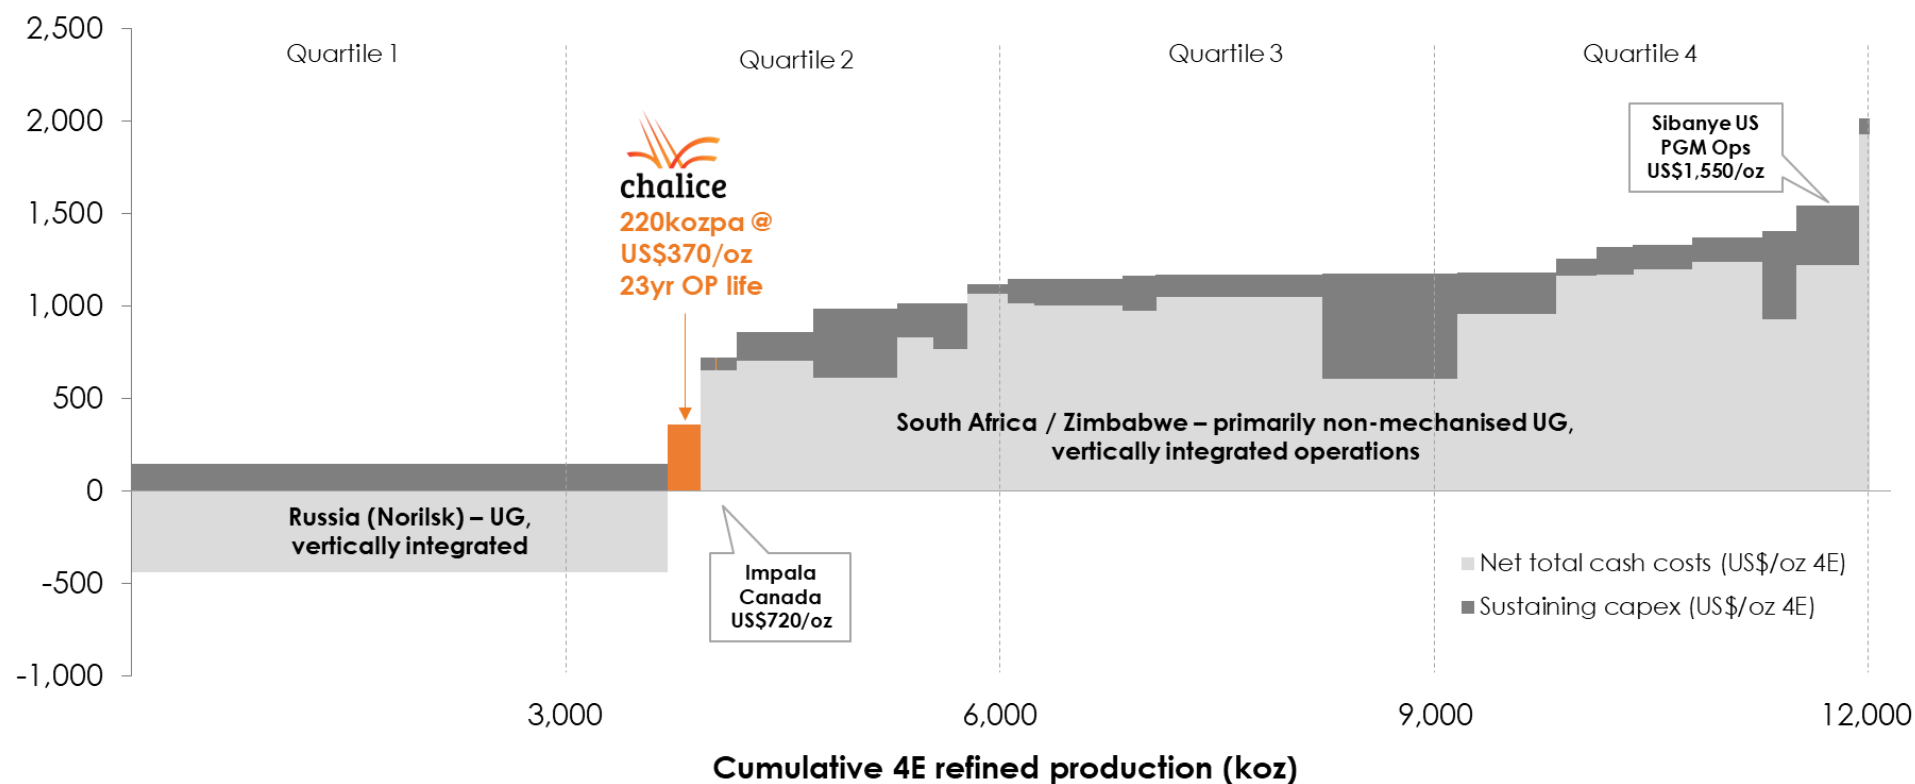 2,500
2,000
1,500
1,000
500
0
-500
-1,000
Quartile 1
Quartile 2
Quartile 3
Quartile 4
chalice
220kozpa @
US$370/oz
23yr OP life
Sibanye US
PGM Ops
US$1,550/oz
South Africa / Zimbabwe – primarily non-mechanised UG,
vertically integrated operations
Russia (Norilsk) – UG,
vertically integrated
Impala
Canada
US$720/oz
Net total cash costs (US$/oz 4E)
Sustaining capex (US$/oz 4E)
3,000
6,000
9,000
12,000
Cumulative 4E refined production (koz)